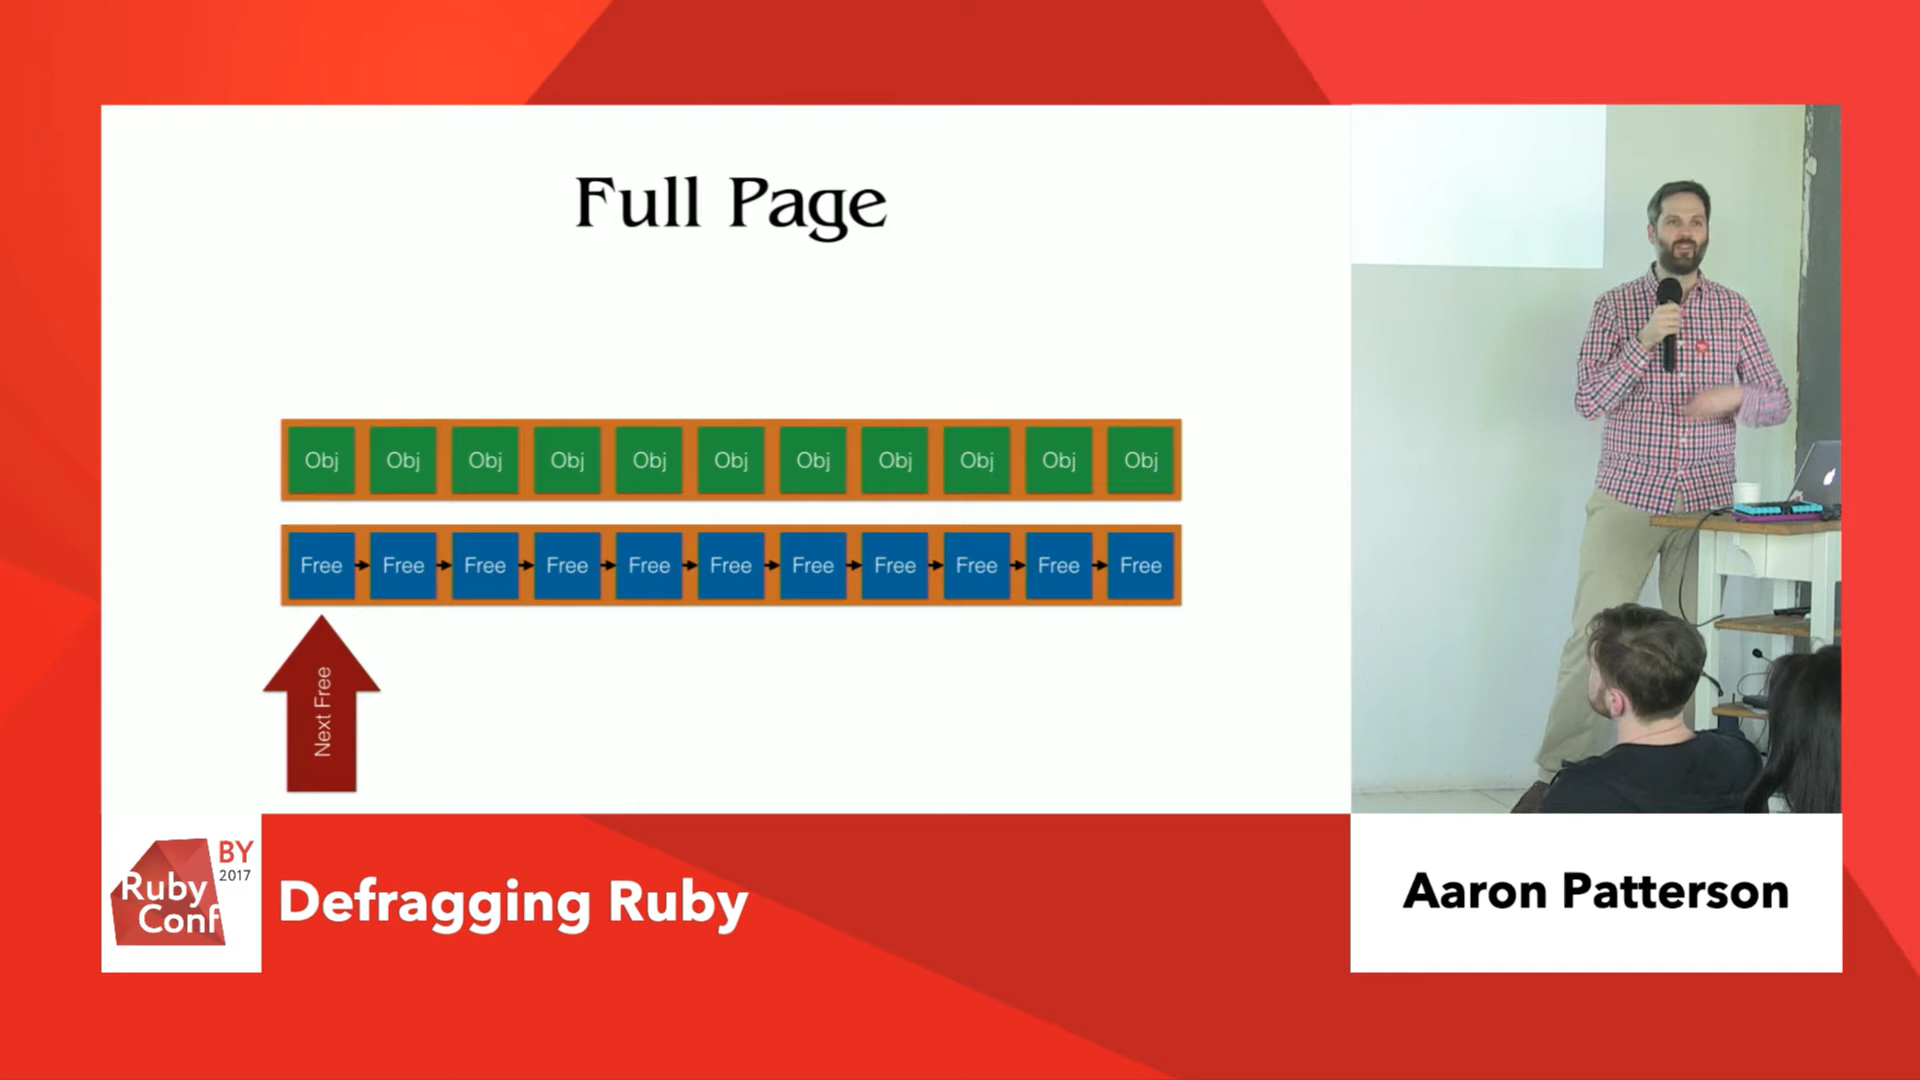 Full Page
Obj Obj Obj Obj Obj Obj Obj Obj Obj Obj Obj
Free Free Free Free Free Free Free Free Free Free Free
Next Free
Ruby
Conf
BY
2017
Defragging Ruby
Aaron Patterson